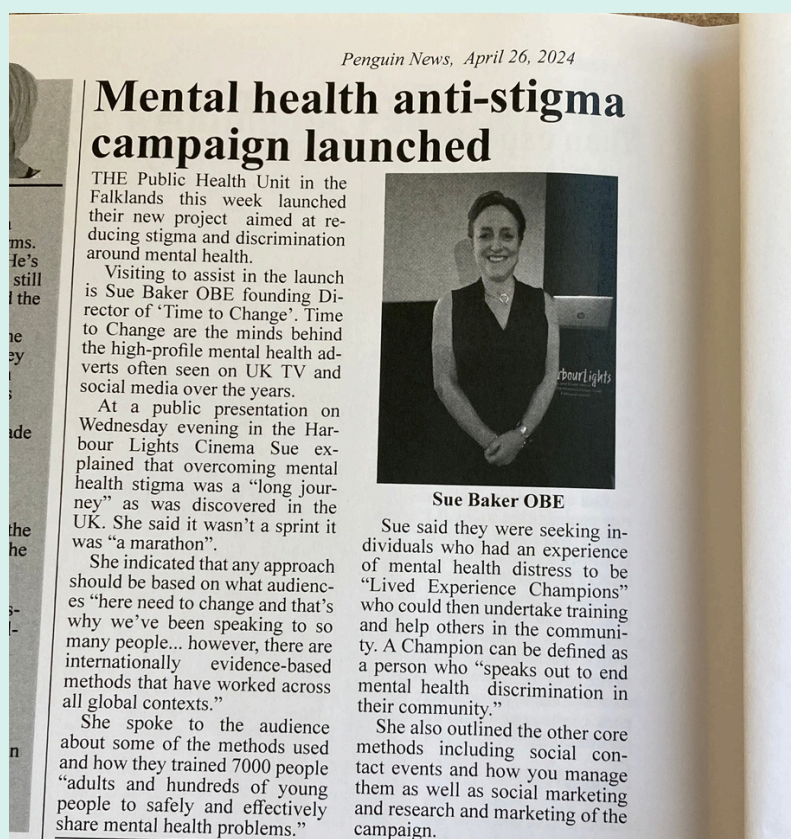 Penguin News, April 26, 2024
Mental health anti-stigma
campaign launched
THE Public Health Unit in the
Falklands this week launched
their new project aimed at re-
ducing stigma and discrimination
around mental health.
Visiting to assist in the launch
is Sue Baker OBE founding Di-
rector of ‘Time to Change’. Time
to Change are the minds behind
the high-profile mental health ad-
verts often seen on UK TV and
social media over the years.
At a public presentation on
Wednesday evening in the Har-
bour Lights Cinema Sue ex-
plained that overcoming mental
health stigma was a “long jour-
ney” as was discovered in the
UK. She said it wasn’t a sprint it
was “a marathon”.
She indicated that any approach
should be based on what audienc-
es “here need to change and that’s
why we’ve been speaking to so
many people... however, there are
internationally evidence-based
methods that have worked across
all global contexts.”
She spoke to the audience
about some of the methods used
and how they trained 7000 people
“adults and hundreds of young
people to safely and effectively
share mental health problems.”
rbourLights
Sue Baker OBE
Sue said they were seeking in-
dividuals who had an experience
of mental health distress to be
“Lived Experience Champions”
who could then undertake training
and help others in the communi-
ty. A Champion can be defined as
a person who “speaks out to end
mental health discrimination in
their community.”
She also outlined the other core
methods including social con-
tact events and how you manage
them as well as social marketing
and research and marketing of the
campaign.